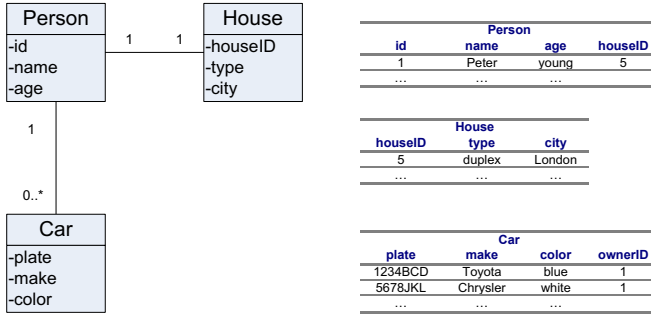 Person
-id
-name
-age
1 1
House
-houseID
-type
-city
1
0..*
Car
-plate
-make
-color
Person
id name age houseID
1 Peter young 5
... ... ...
House
houseID type city
5 duplex London
... ... ...
Car
plate make color ownerID
1234BCD Toyota blue 1
5678JKL Chrysler white 1
... ... ...